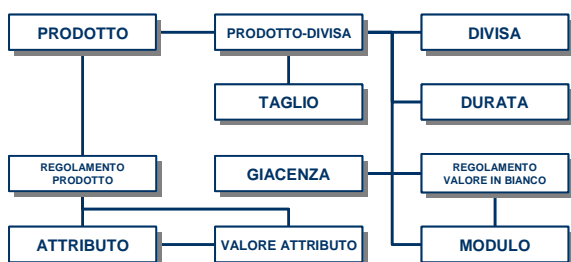 PRODOTTO
PRODOTTO-DIVISA
DIVISA
TAGLIO
DURATA
REGOLAMENTO
PRODOTTO
GIACENZA
REGOLAMENTO
VALORE IN BIANCO
ATTRIBUTO
VALORE ATTRIBUTO
MODULO